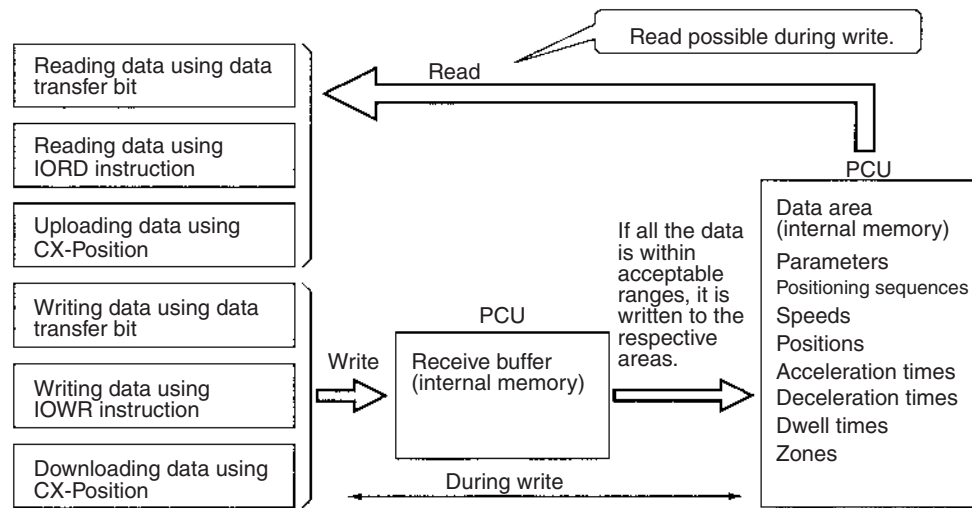 Read possible during write.
Read
Reading data using data
transfer bit
Reading data using
IORD instruction
Uploading data using
CX-Position
Writing data using data
transfer bit
Writing data using
IOWR instruction
Downloading data using
CX-Position
Write
PCU
Receive buffer
(internal memory)
During write
If all the data
is within
acceptable
ranges, it is
written to the
respective
areas.
PCU
Data area
(internal memory)
Parameters
Positioning sequences
Speeds
Positions
Acceleration times
Deceleration times
Dwell times
Zones